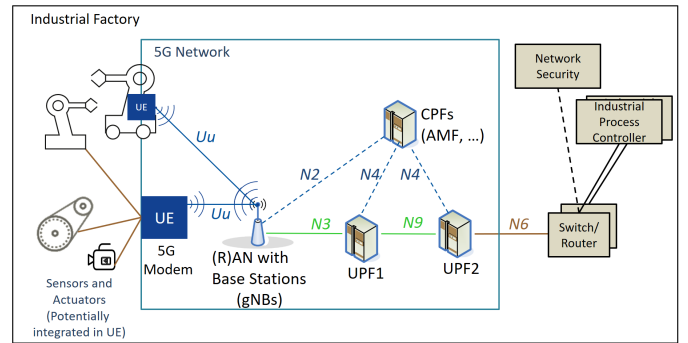 Industrial Factory
5G Network
Network
Security
UE
CPFs
(AMF, ...)
Industrial
Process
Controller
Uu
N2
N4
N4
UE
Uu
N3
N9
N6
Switch/
Router
5G
Modem
(R)AN with
Base Stations
(gNBs)
UPF1
UPF2
Sensors and
Actuators
(Potentially
integrated in UE)